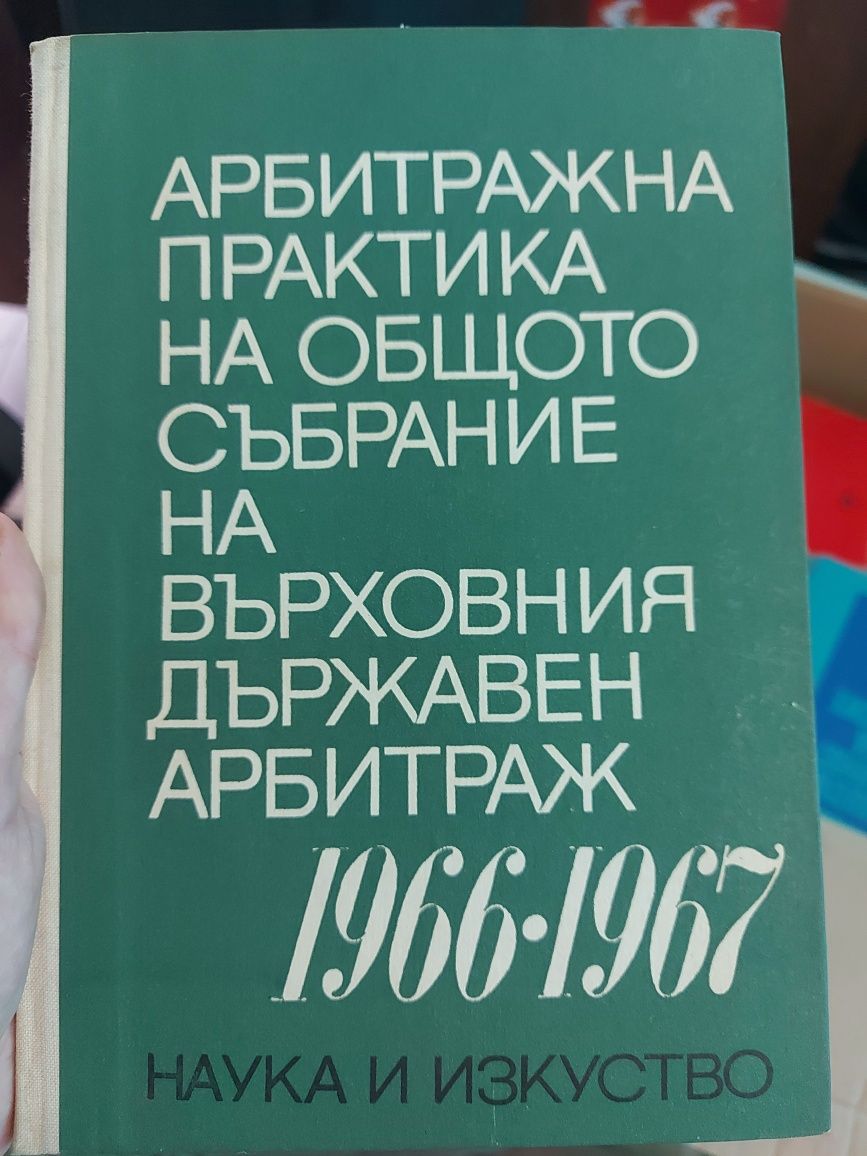 АРБИТРАЖНА
ПРАКТИКА
НА ОБЩОТО
СЪБРАНИЕ
НА
ВЪРХОВНИЯ
ДЪРЖАВЕН
АРБИТРАЖ
1966·1967
НАУКА И ИЗКУСТВО